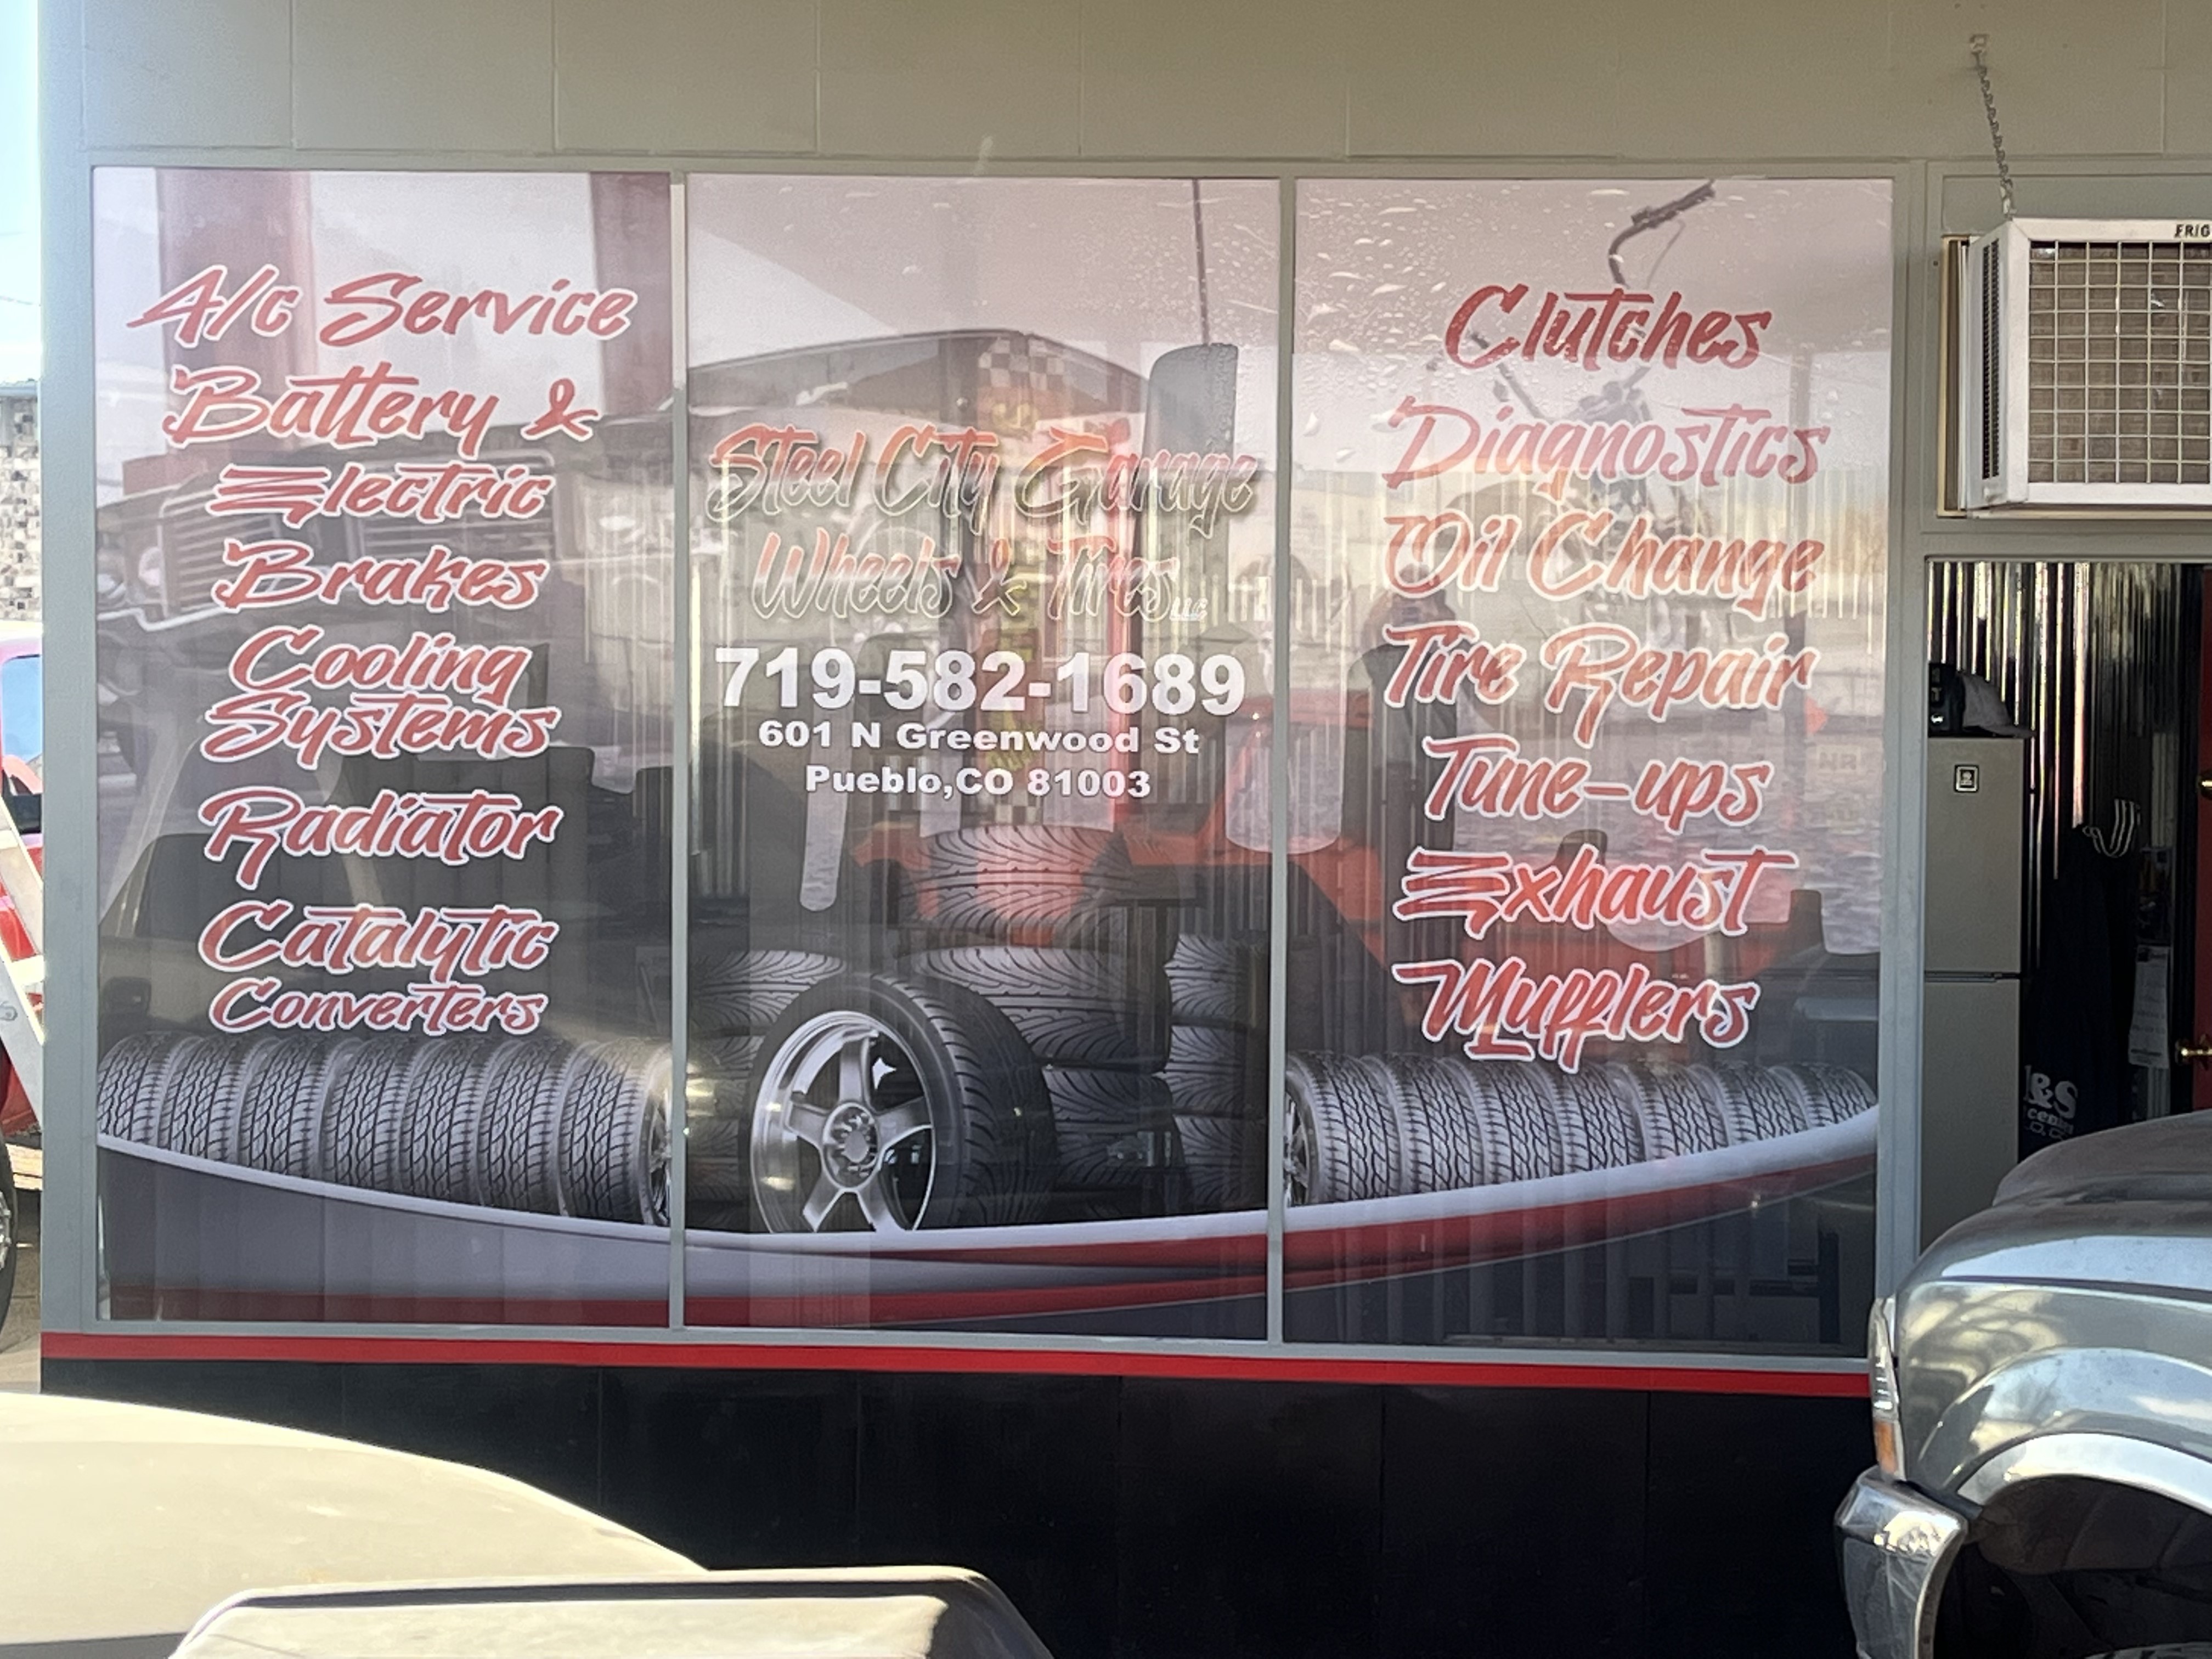 A/c Service
Battery &
Electric
Brakes
Cooling
Systems
Radiator
Catalytic
Converters
Steel City Garage
Wheels & Tires LLC
719-582-1689
601 N Greenwood St
Pueblo,CO 81003
Clutches
Diagnostics
Oil Change
Tire Repair
Tune-ups
Exhaust
Mufflers
FRIG